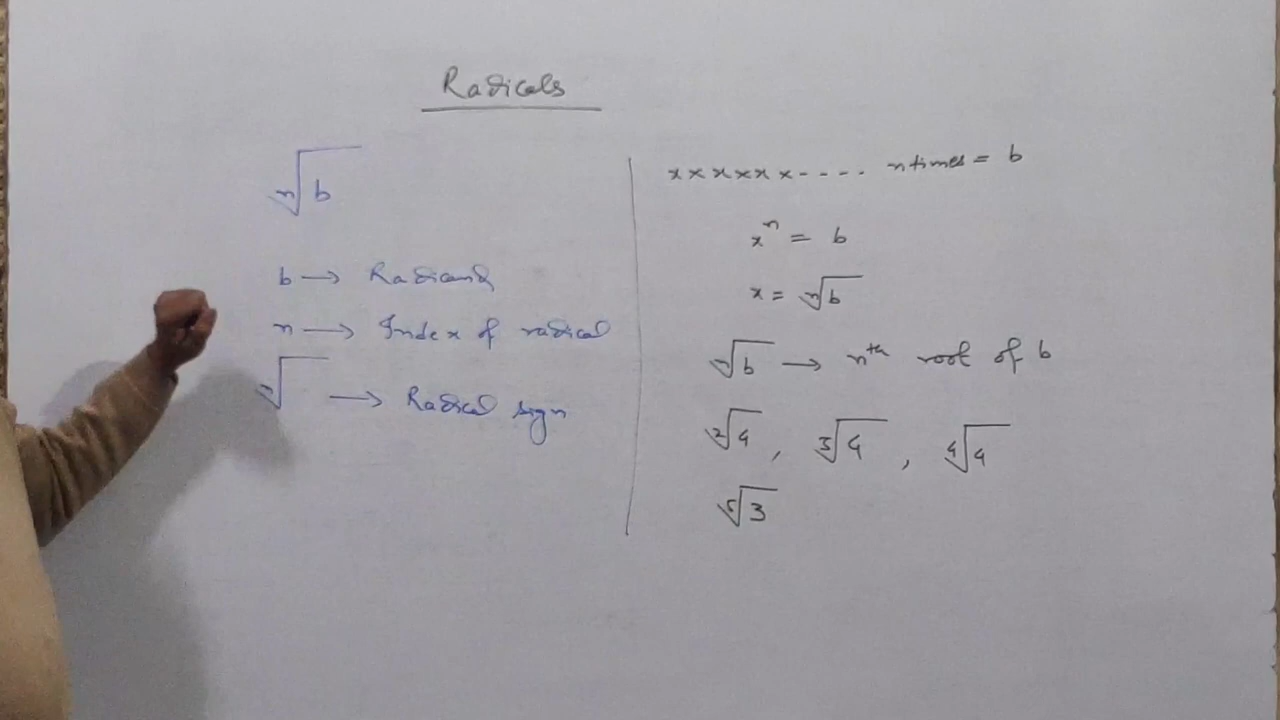 Radicals
ⁿ√b
b → Radicand
n → Index of radical
ⁿ√ → Radical sign
x × x × x × - - - - n times = b
xⁿ = b
x = ⁿ√b
ⁿ√b → nth root of b
²√4 , ³√4 , ⁴√4
⁵√3